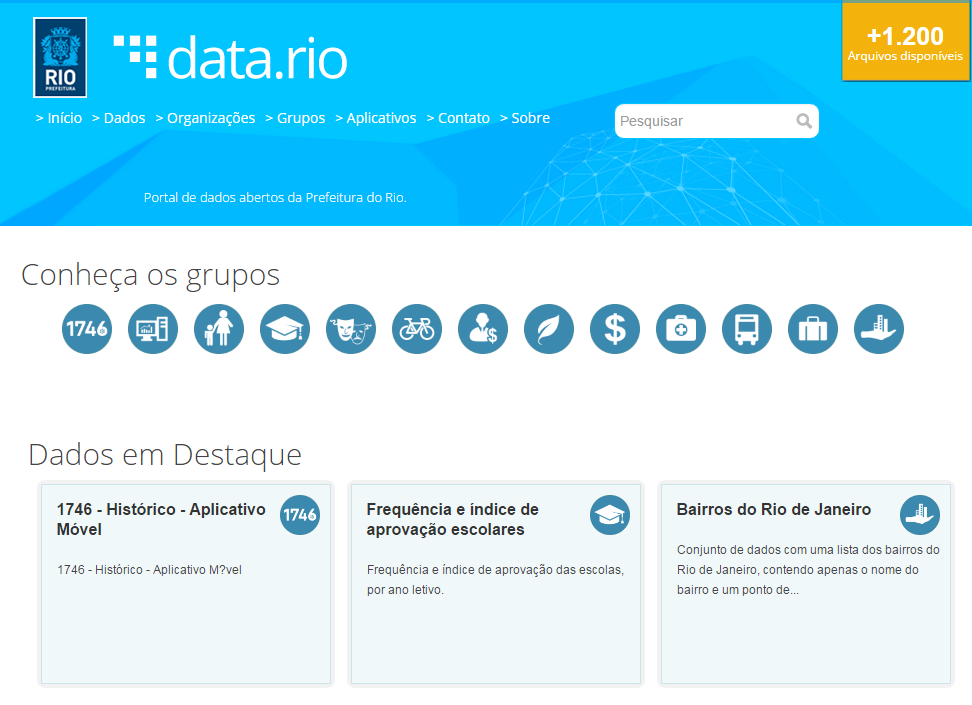 +1.200
Arquivos disponíveis
RIO
PREFEITURA
data.rio
> Início > Dados > Organizações > Grupos > Aplicativos > Contato > Sobre
Pesquisar
Portal de dados abertos da Prefeitura do Rio.
Conheça os grupos
1746
$
$
Dados em Destaque
1746 - Histórico - Aplicativo
Móvel
1746
1746 - Histórico - Aplicativo M?vel
Frequência e índice de
aprovação escolares
Frequência e índice de aprovação das escolas,
por ano letivo.
Bairros do Rio de Janeiro
Conjunto de dados com uma lista dos bairros do
Rio de Janeiro, contendo apenas o nome do
bairro e um ponto de...